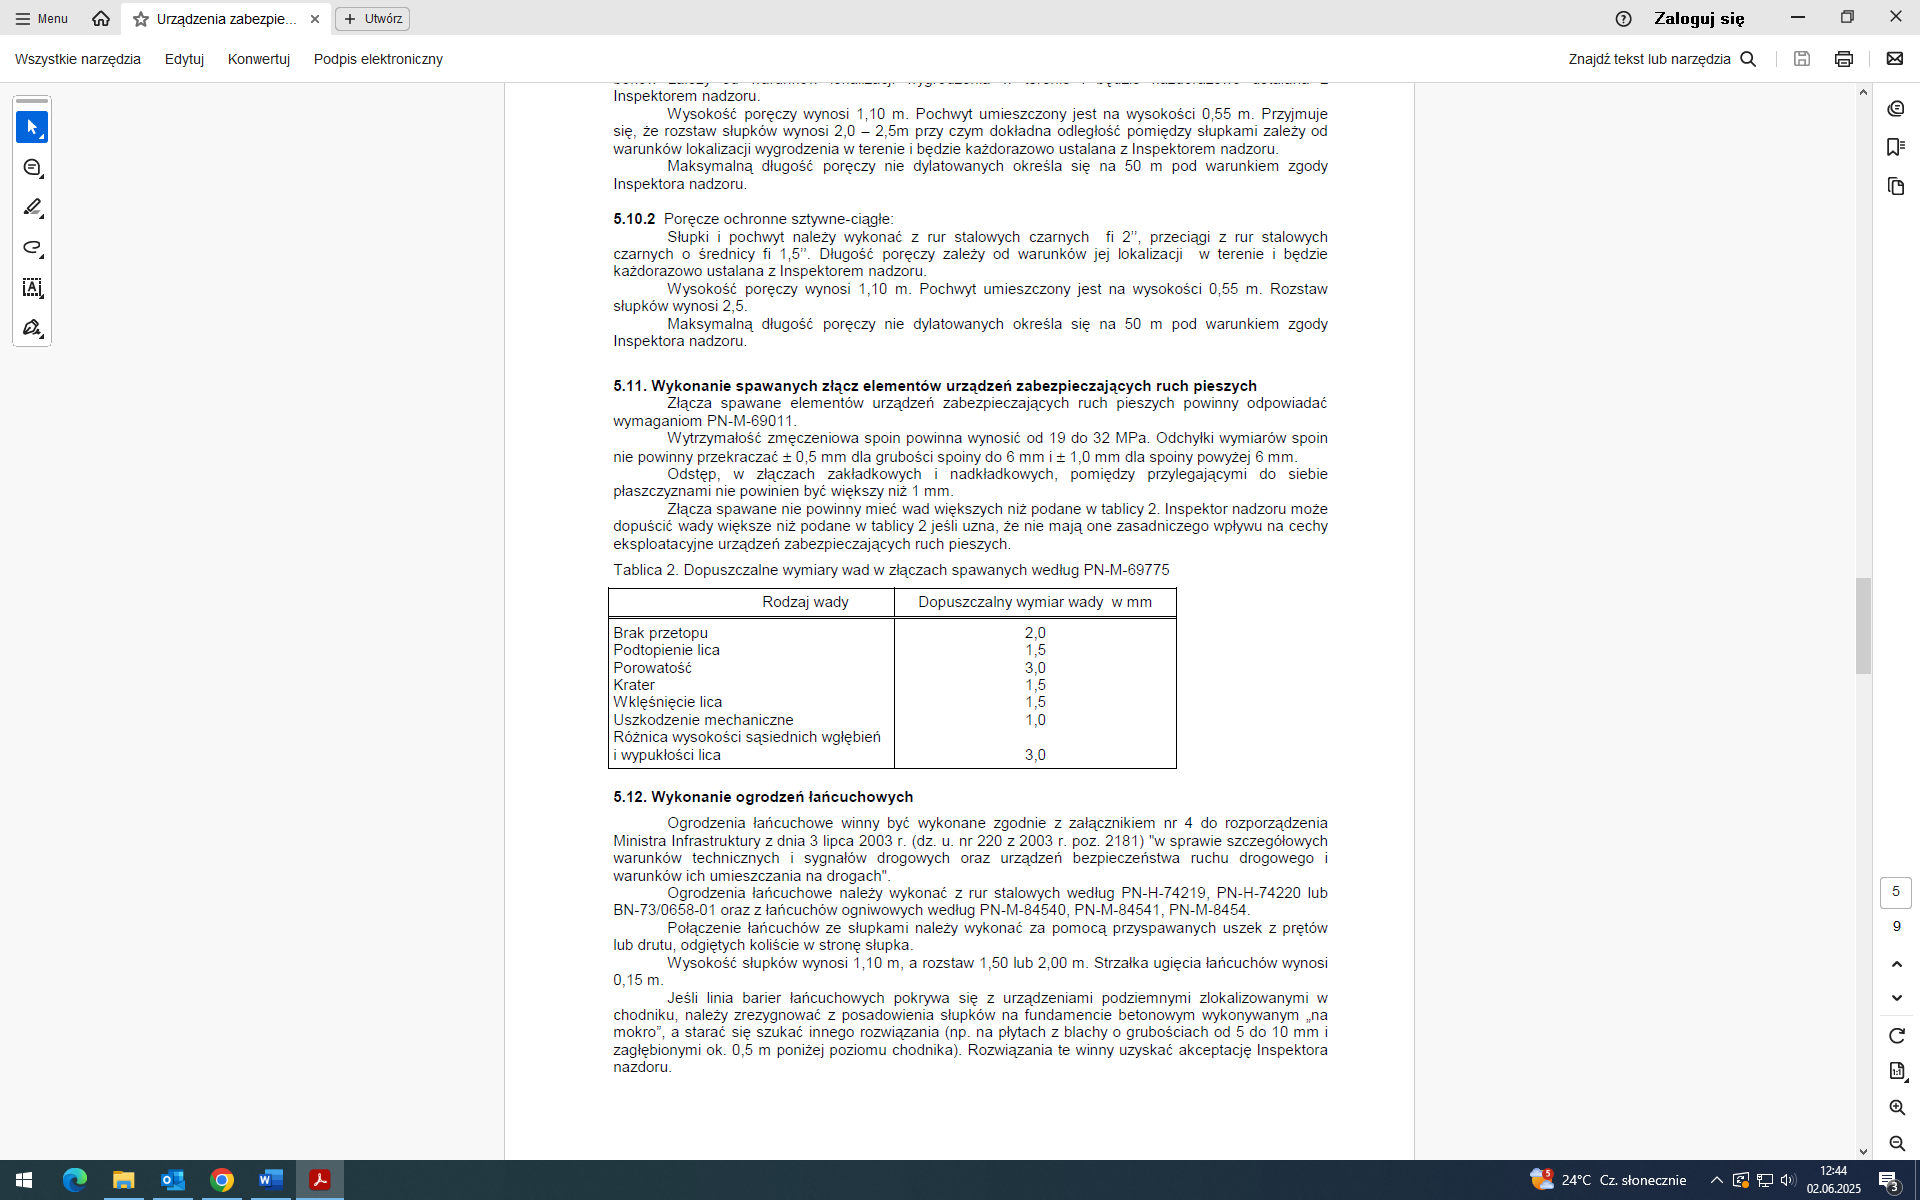 Menu
Urządzenia zabezpie...
Utwórz
Zaloguj się
Wszystkie narzędzia
Edytuj
Konwertuj
Podpis elektroniczny
Znajdź tekst lub narzędzia
Inspektorem nadzoru.
Wysokość poręczy wynosi 1,10 m. Pochwyt umieszczony jest na wysokości 0,55 m. Przyjmuje
się, że rozstaw słupków wynosi 2,0 – 2,5m przy czym dokładna odległość pomiędzy słupkami zależy od
warunków lokalizacji wygrodzenia w terenie i będzie każdorazowo ustalana z Inspektorem nadzoru.
Maksymalną długość poręczy nie dylatowanych określa się na 50 m pod warunkiem zgody
Inspektora nadzoru.
5.10.2 Poręcze ochronne sztywne-ciągłe:
Słupki i pochwyt należy wykonać z rur stalowych czarnych fi 2’’, przeciągi z rur stalowych
czarnych o średnicy fi 1,5’’. Długość poręczy zależy od warunków jej lokalizacji w terenie i będzie
każdorazowo ustalana z Inspektorem nadzoru.
Wysokość poręczy wynosi 1,10 m. Pochwyt umieszczony jest na wysokości 0,55 m. Rozstaw
słupków wynosi 2,5.
Maksymalną długość poręczy nie dylatowanych określa się na 50 m pod warunkiem zgody
Inspektora nadzoru.
5.11. Wykonanie spawanych złącz elementów urządzeń zabezpieczających ruch pieszych
Złącza spawane elementów urządzeń zabezpieczających ruch pieszych powinny odpowiadać
wymaganiom PN-M-69011.
Wytrzymałość zmęczeniowa spoin powinna wynosić od 19 do 32 MPa. Odchyłki wymiarów spoin
nie powinny przekraczać ± 0,5 mm dla grubości spoiny do 6 mm i ± 1,0 mm dla spoiny powyżej 6 mm.
Odstęp, w złączach zakładkowych i nadkładkowych, pomiędzy przylegającymi do siebie
płaszczyznami nie powinien być większy niż 1 mm.
Złącza spawane nie powinny mieć wad większych niż podane w tablicy 2. Inspektor nadzoru może
dopuścić wady większe niż podane w tablicy 2 jeśli uzna, że nie mają one zasadniczego wpływu na cechy
eksploatacyjne urządzeń zabezpieczających ruch pieszych.
Tablica 2. Dopuszczalne wymiary wad w złączach spawanych według PN-M-69775
Rodzaj wady Dopuszczalny wymiar wady w mm
Brak przetopu 2,0
Podtopienie lica 1,5
Porowatość 3,0
Krater 1,5
Wklęśnięcie lica 1,5
Uszkodzenie mechaniczne 1,0
Różnica wysokości sąsiednich wgłębień
i wypukłości lica 3,0
5.12. Wykonanie ogrodzeń łańcuchowych
Ogrodzenia łańcuchowe winny być wykonane zgodnie z załącznikiem nr 4 do rozporządzenia
Ministra Infrastruktury z dnia 3 lipca 2003 r. (dz. u. nr 220 z 2003 r. poz. 2181) "w sprawie szczegółowych
warunków technicznych i sygnałów drogowych oraz urządzeń bezpieczeństwa ruchu drogowego i
warunków ich umieszczania na drogach".
Ogrodzenia łańcuchowe należy wykonać z rur stalowych według PN-H-74219, PN-H-74220 lub
BN-73/0658-01 oraz z łańcuchów ogniwowych według PN-M-84540, PN-M-84541, PN-M-8454.
Połączenie łańcuchów ze słupkami należy wykonać za pomocą przyspawanych uszek z prętów
lub drutu, odgiętych koliście w stronę słupka.
Wysokość słupków wynosi 1,10 m, a rozstaw 1,50 lub 2,00 m. Strzałka ugięcia łańcuchów wynosi
0,15 m.
Jeśli linia barier łańcuchowych pokrywa się z urządzeniami podziemnymi zlokalizowanymi w
chodniku, należy zrezygnować z posadowienia słupków na fundamencie betonowym wykonywanym „na
mokro”, a starać się szukać innego rozwiązania (np. na płytach z blachy o grubościach od 5 do 10 mm i
zagłębionymi ok. 0,5 m poniżej poziomu chodnika). Rozwiązania te winny uzyskać akceptację Inspektora
nazdoru.
5
9
24°C Cz. słonecznie
12:44
02.06.2025
3